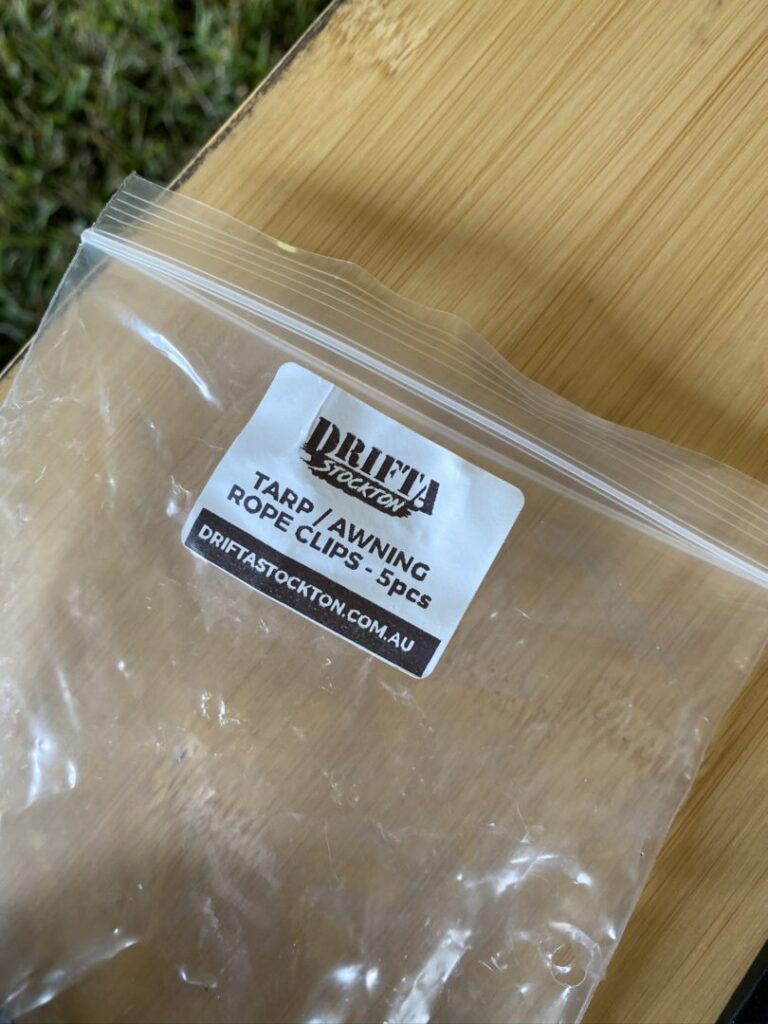 DRIFTA
STOCKTON
TARP / AWNING
ROPE CLIPS - 5pcs
DRIFTASTOCKTON.COM.AU